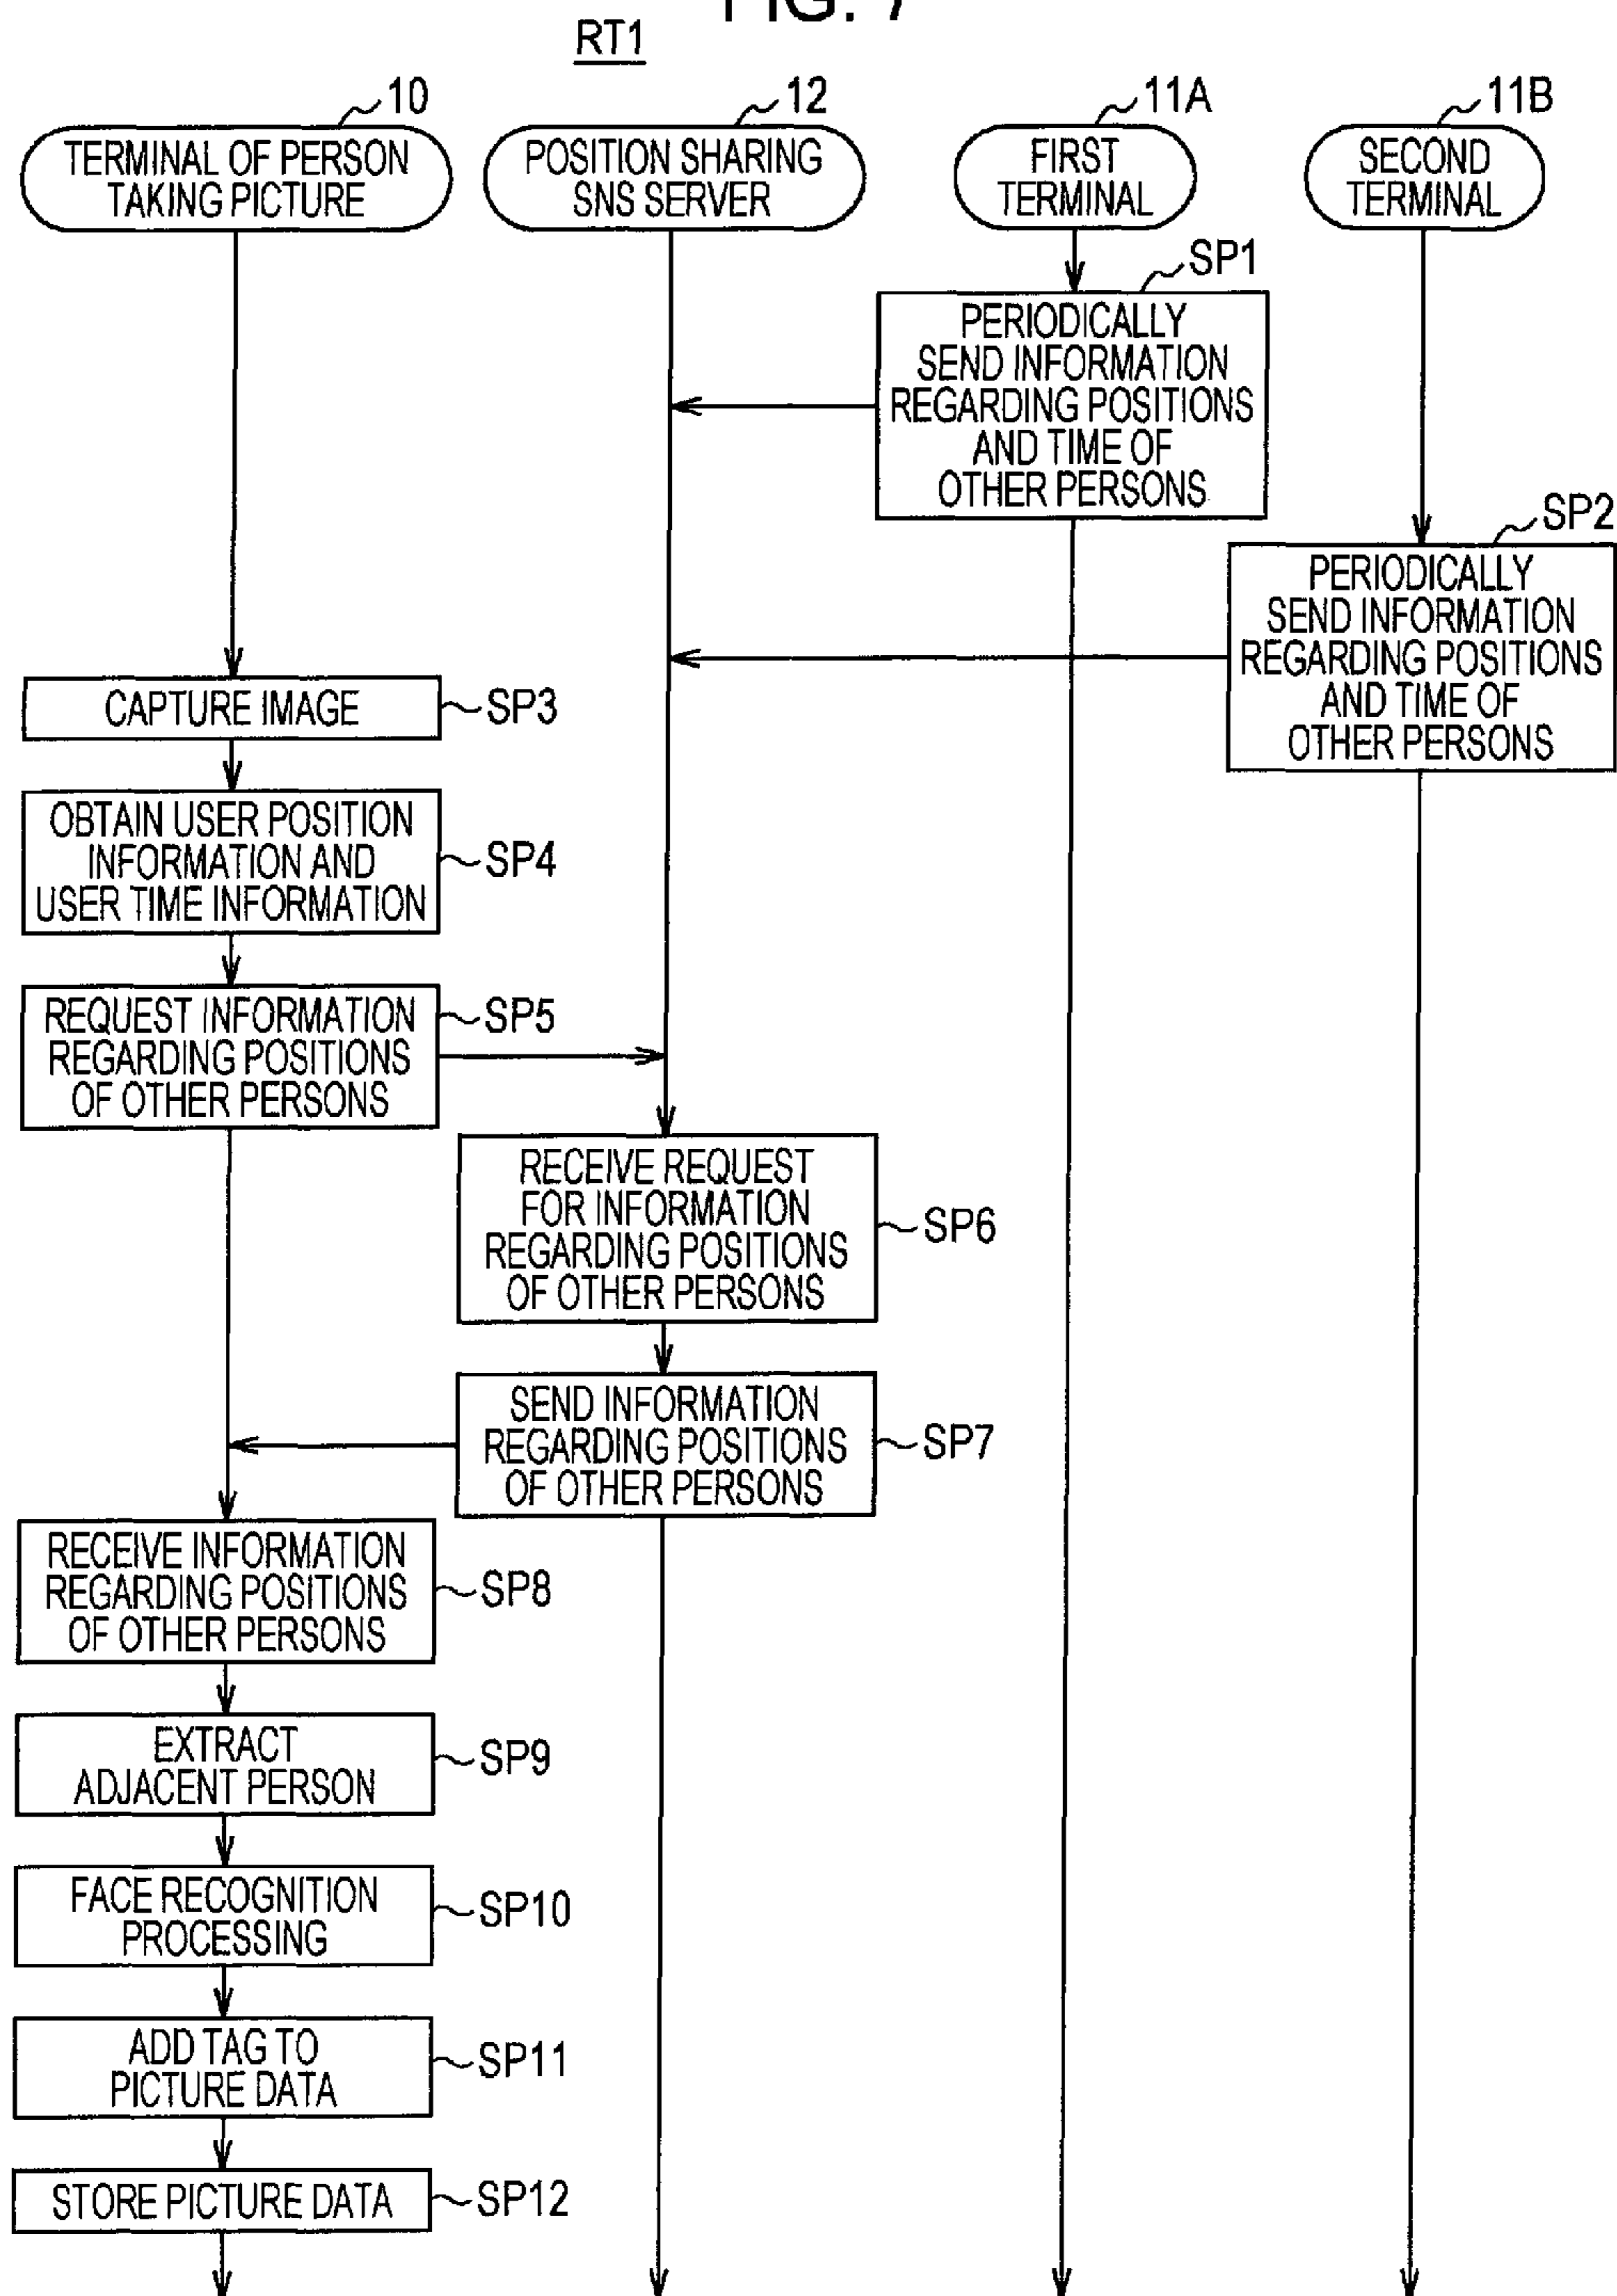 FIG. 7
RT1
10
12
11A
11B
TERMINAL OF PERSON
TAKING PICTURE
POSITION SHARING
SNS SERVER
FIRST
TERMINAL
SECOND
TERMINAL
SP1
PERIODICALLY
SEND INFORMATION
REGARDING POSITIONS
AND TIME OF
OTHER PERSONS
SP2
PERIODICALLY
SEND INFORMATION
REGARDING POSITIONS
AND TIME OF
OTHER PERSONS
CAPTURE IMAGE
SP3
OBTAIN USER POSITION
INFORMATION AND
USER TIME INFORMATION
SP4
REQUEST INFORMATION
REGARDING POSITIONS
OF OTHER PERSONS
SP5
RECEIVE REQUEST
FOR INFORMATION
REGARDING POSITIONS
OF OTHER PERSONS
SP6
SEND INFORMATION
REGARDING POSITIONS
OF OTHER PERSONS
SP7
RECEIVE INFORMATION
REGARDING POSITIONS
OF OTHER PERSONS
SP8
EXTRACT
ADJACENT PERSON
SP9
FACE RECOGNITION
PROCESSING
SP10
ADD TAG TO
PICTURE DATA
SP11
STORE PICTURE DATA
SP12